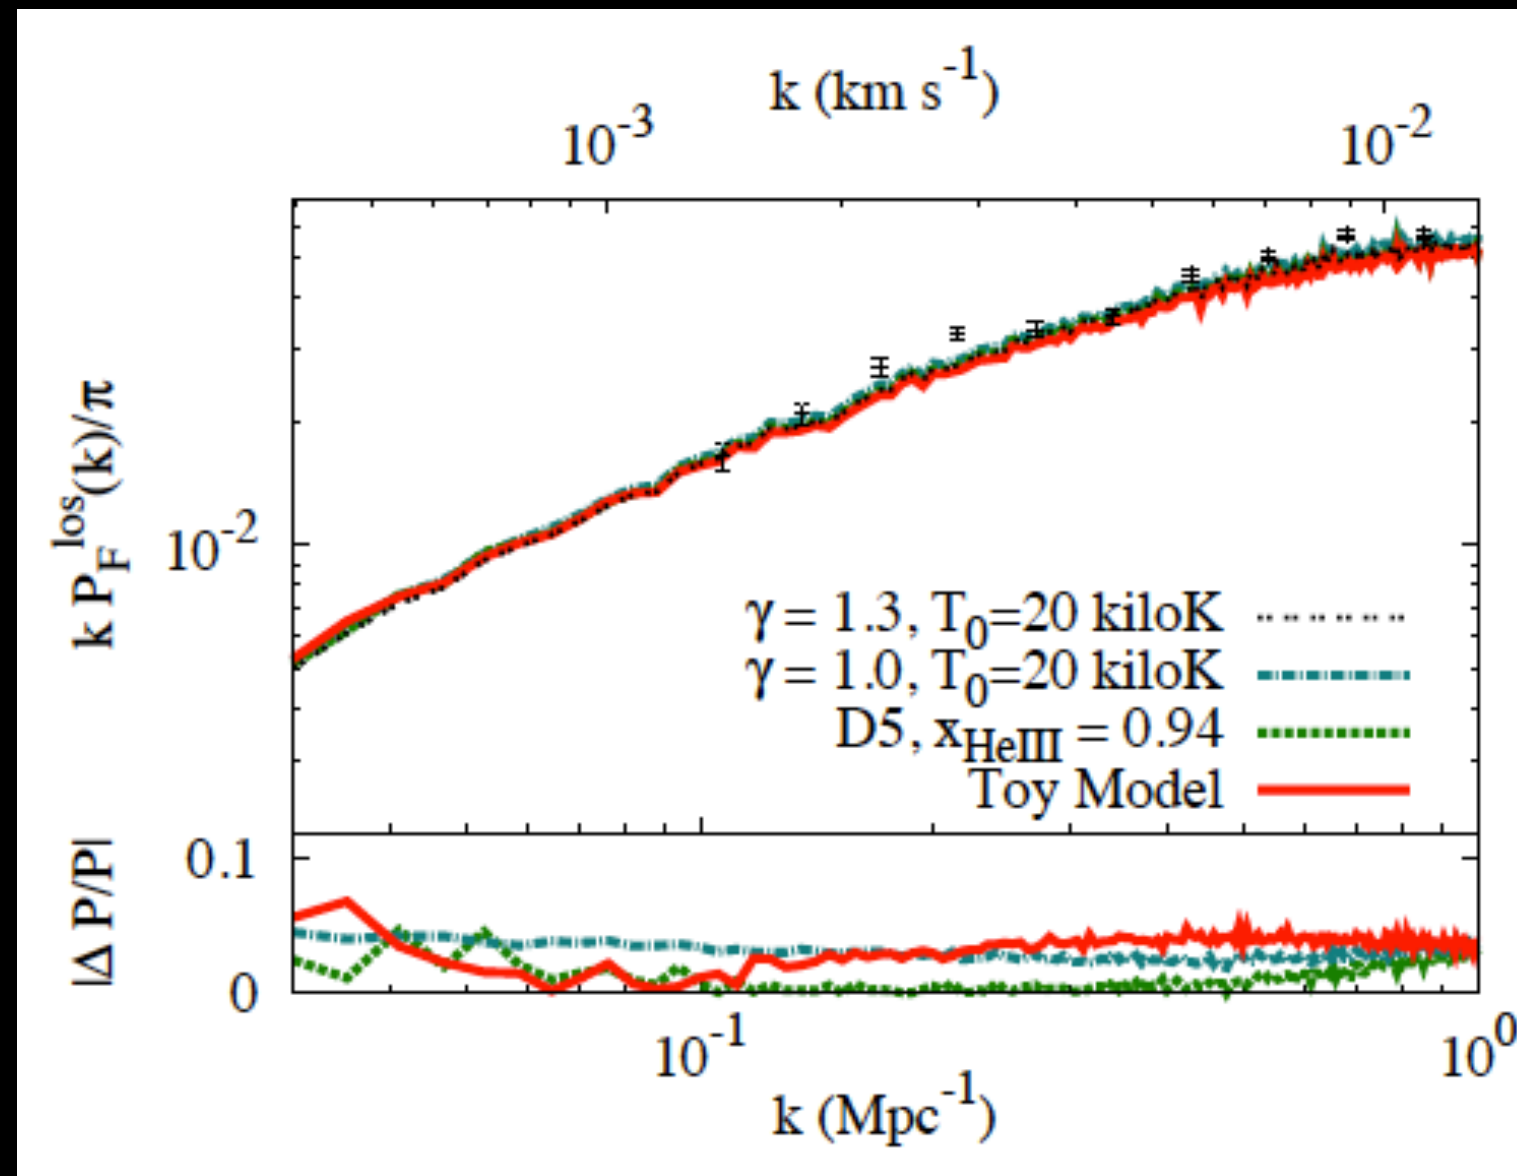 k (km s⁻¹)
10⁻³ 10⁻²
k P_F^los(k)/π
10⁻²
γ = 1.3, T₀=20 kiloK
γ = 1.0, T₀=20 kiloK
D5, x_HeIII = 0.94
Toy Model
|Δ P/P|
0.1
0
10⁻¹ 10⁰
k (Mpc⁻¹)